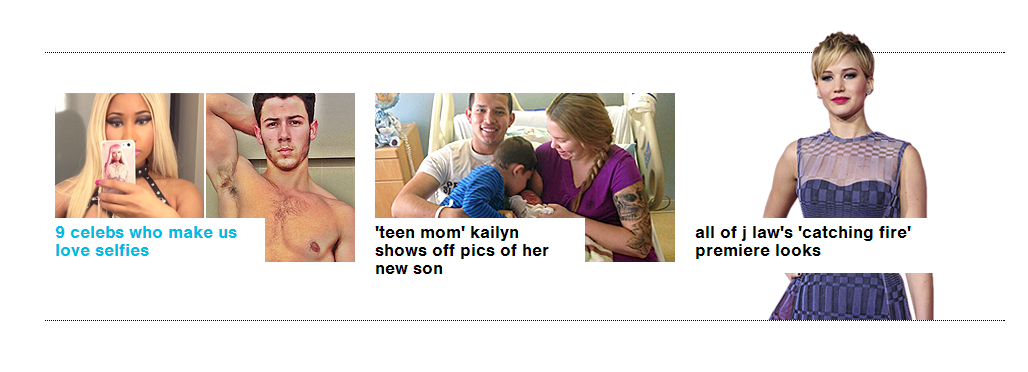 9 celebs who make us
love selfies
'teen mom' kailyn
shows off pics of her
new son
all of j law's 'catching fire'
premiere looks